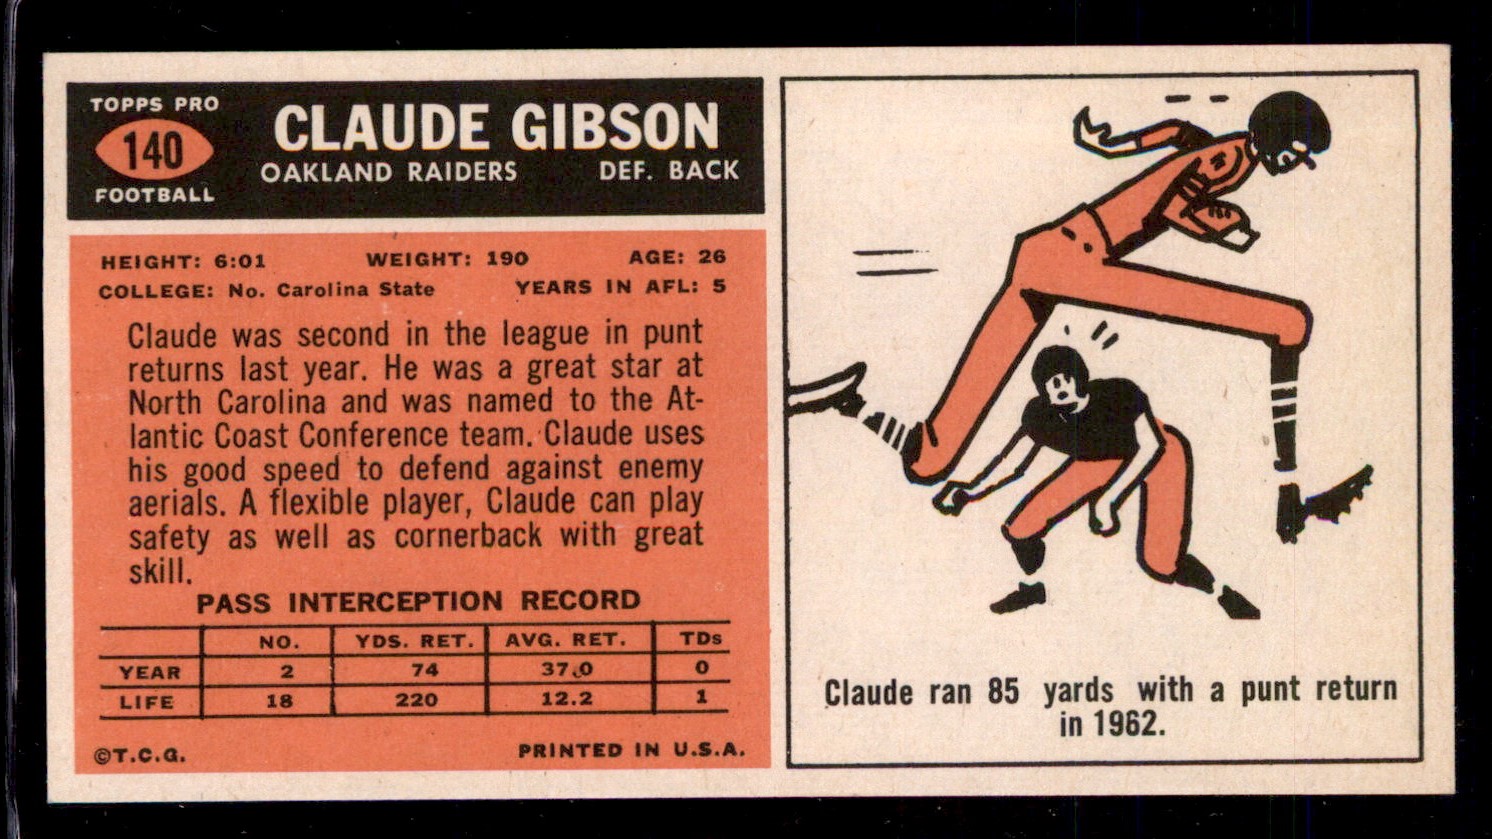 TOPPS PRO
140
FOOTBALL
CLAUDE GIBSON
OAKLAND RAIDERS DEF. BACK
HEIGHT: 6:01 WEIGHT: 190 AGE: 26
COLLEGE: No. Carolina State YEARS IN AFL: 5
Claude was second in the league in punt
returns last year. He was a great star at
North Carolina and was named to the At-
lantic Coast Conference team. Claude uses
his good speed to defend against enemy
aerials. A flexible player, Claude can play
safety as well as cornerback with great
skill.
PASS INTERCEPTION RECORD
NO. YDS. RET. AVG. RET. TDs
YEAR 2 74 37.0 0
LIFE 18 220 12.2 1
©T.C.G. PRINTED IN U.S.A.
Claude ran 85 yards with a punt return
in 1962.